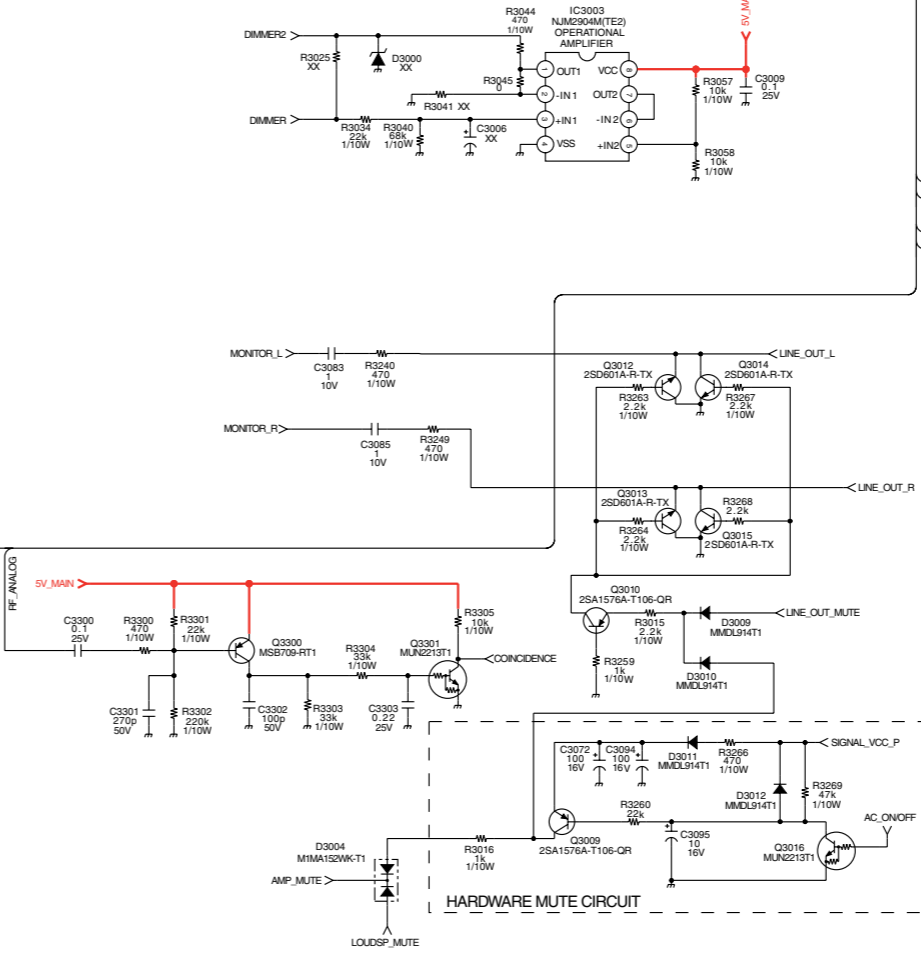 5V_MA
IC3003
NJM2904M(TE2)
OPERATIONAL
AMPLIFIER
R3044
470
1/10W
DIMMER2
R3025
XX
D3000
XX
R3045
0
R3041 XX
1
OUT1
2
-IN1
3
+IN1
4
VSS
VCC
8
OUT2
7
-IN2
6
+IN2
5
R3057
10k
1/10W
C3009
0.1
25V
DIMMER
R3034
22k
1/10W
R3040
68k
1/10W
C3006
XX
R3058
10k
1/10W
MONITOR_L
C3083
1
10V
R3240
470
1/10W
Q3012
2SD601A-R-TX
Q3014
2SD601A-R-TX
LINE_OUT_L
R3263
2.2k
1/10W
R3267
2.2k
1/10W
MONITOR_R
C3085
1
10V
R3249
470
1/10W
LINE_OUT_R
Q3013
2SD601A-R-TX
R3268
2.2k
R3264
2.2k
1/10W
Q3015
2SD601A-R-TX
RF_ANALOG
5V_MAIN
Q3010
2SA1576A-T106-QR
R3015
2.2k
1/10W
D3009
MMDL914T1
LINE_OUT_MUTE
C3300
0.1
25V
R3300
470
1/10W
R3301
22k
1/10W
Q3300
MSB709-RT1
R3304
33k
1/10W
Q3301
MUN2213T1
R3305
10k
1/10W
COINCIDENCE
R3259
1k
1/10W
D3010
MMDL914T1
C3301
270p
50V
R3302
220k
1/10W
C3302
100p
50V
R3303
33k
1/10W
C3303
0.22
25V
C3072
100
16V
C3094
100
16V
D3011
MMDL914T1
R3266
470
1/10W
SIGNAL_VCC_P
D3012
MMDL914T1
R3269
47k
1/10W
AC_ON/OFF
R3260
22k
C3095
10
16V
Q3009
2SA1576A-T106-QR
Q3016
MUN2213T1
D3004
M1MA152WK-T1
R3016
1k
1/10W
AMP_MUTE
LOUDSP_MUTE
HARDWARE MUTE CIRCUIT